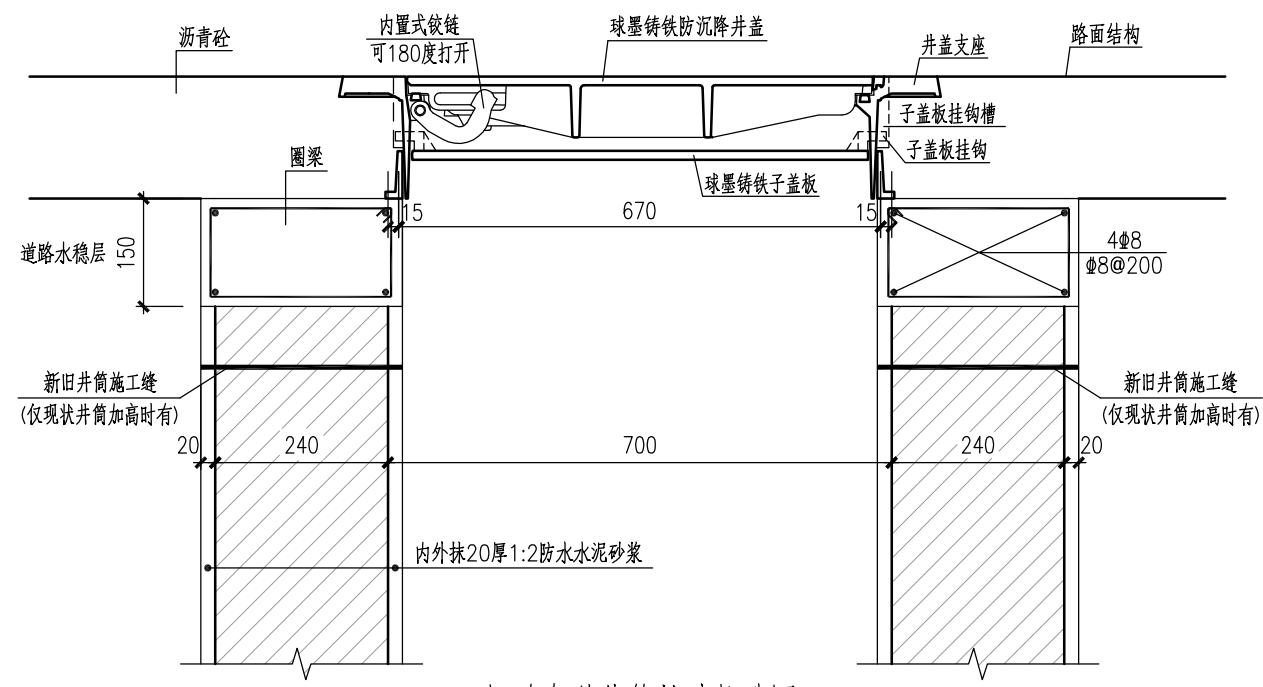 沥青砼
内置式铰链
可180度打开
球墨铸铁防沉降井盖
井盖支座
路面结构
子盖板挂钩槽
子盖板挂钩
圈梁
球墨铸铁子盖板
15
670
15
道路水稳层
150
4Φ8
Φ8@200
新旧井筒施工缝
(仅现状井筒加高时有)
新旧井筒施工缝
(仅现状井筒加高时有)
20
240
700
240
20
内外抹20厚1:2防水水泥砂浆